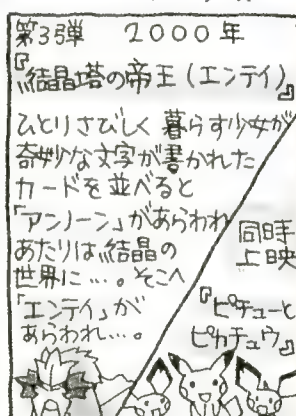 第3弾 2000年
『結晶塔の帝王(エンテイ)』
ひとりさびしく暮らす少女が
奇妙な文字が書かれた
カードを並べると
「アンノーン」があらわれ
あたりは結晶の
世界に…。そこへ
「エンテイ」が
あらわれ…。
同時
上映
『ピチューと
ピカチュウ』